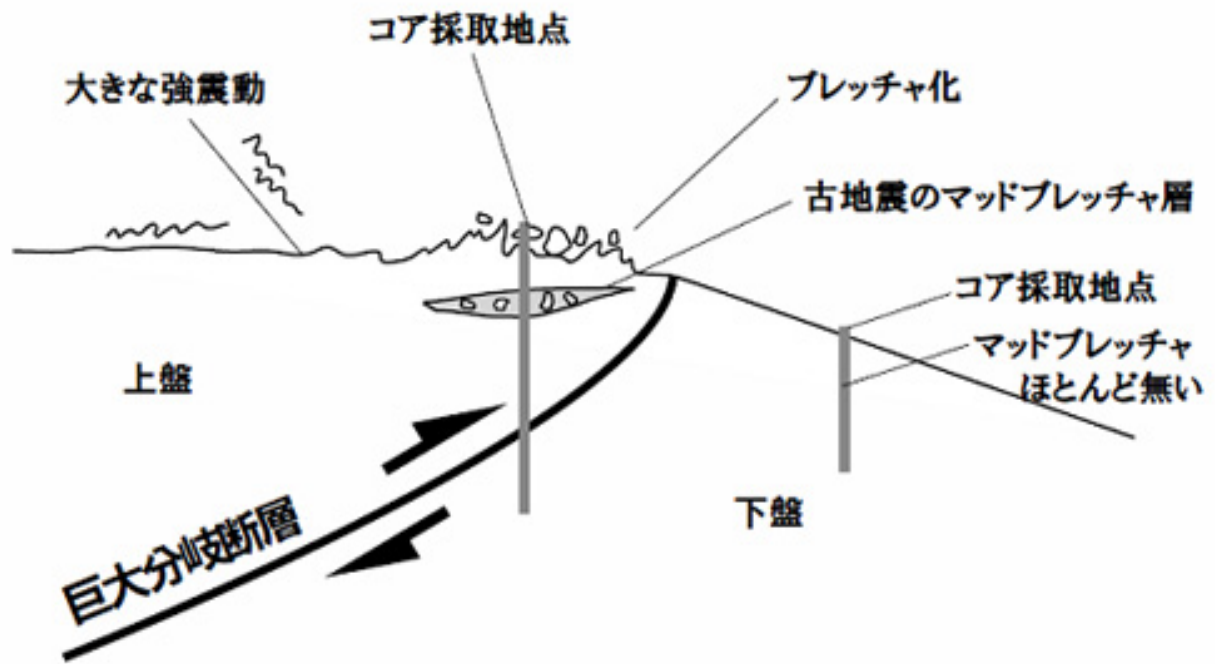 コア採取地点
大きな強震動
ブレッチャ化
古地震のマッドブレッチャ層
コア採取地点
マッドブレッチャ
ほとんど無い
上盤
下盤
巨大分岐断層